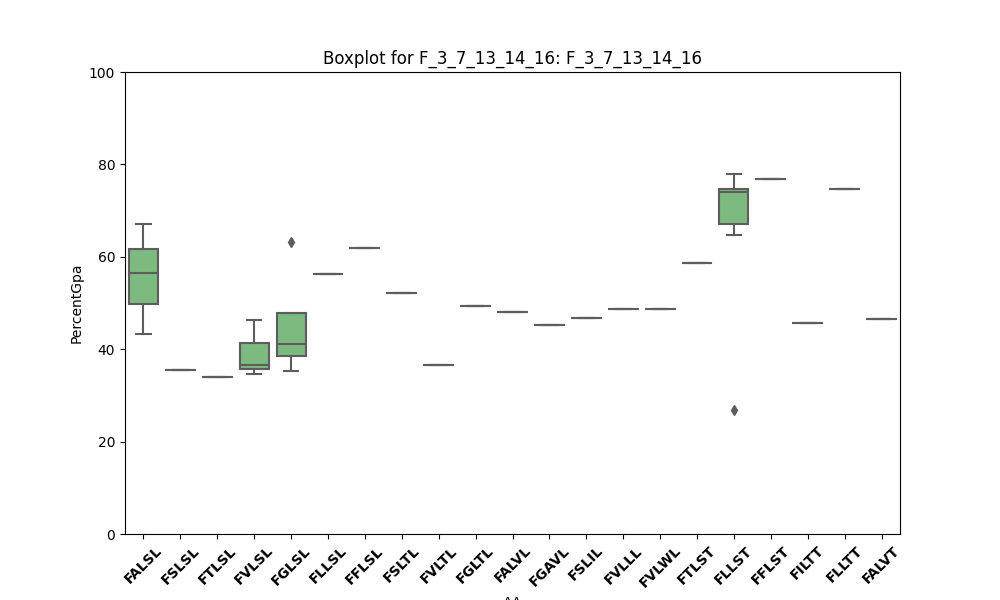 Boxplot for F_3_7_13_14_16: F_3_7_13_14_16
100
80
60
40
20
0
PercentGpa
FALSL FSLSL FTLSL FVLSL FGLSL FLLSL FFLSL FSLTL FVLTL FGLTL FALVL FGAVL FSLIL FVLLL FVLWL FTLST FLLST FFLST FILTT FLLTT FALVT